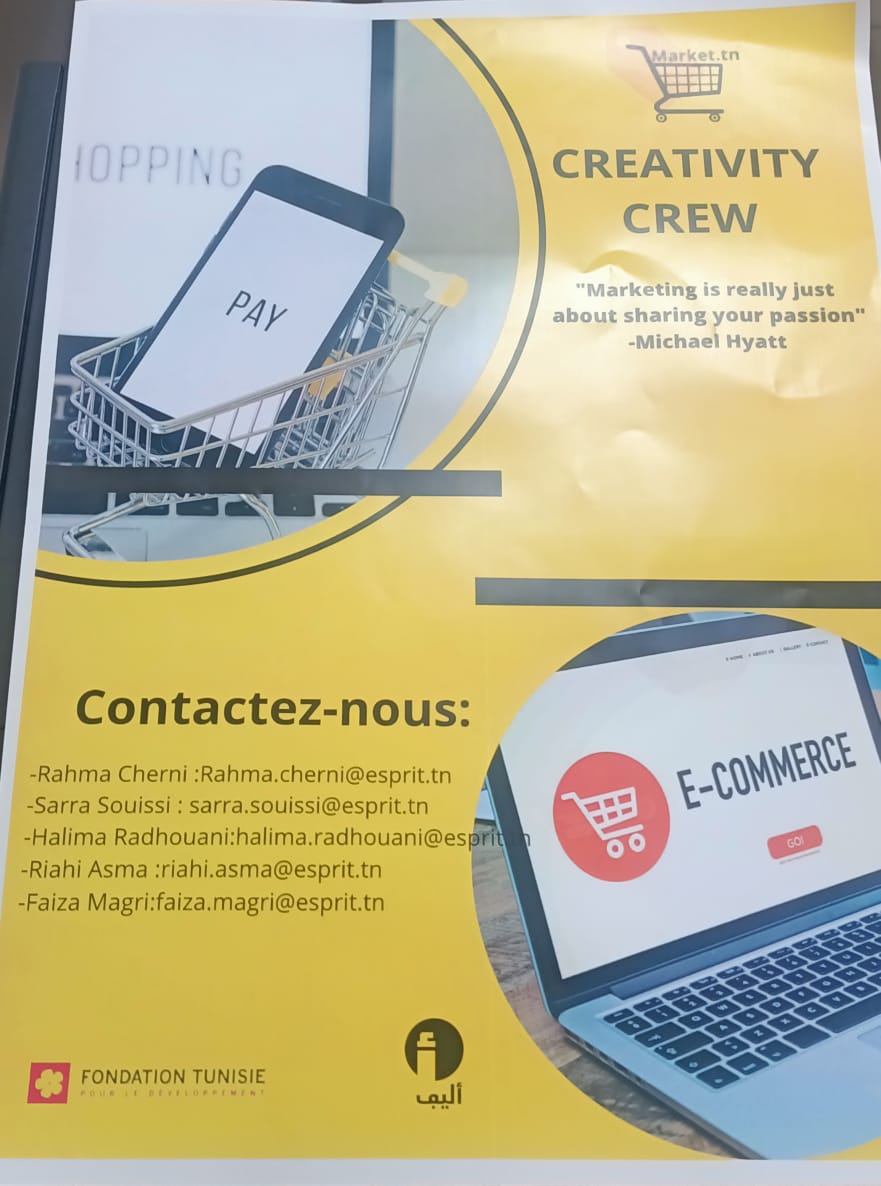 HOPPING
PAY
Market.tn
CREATIVITY
CREW
"Marketing is really just
about sharing your passion"
-Michael Hyatt
HOME ABOUT US GALLERY CONTACT
E-COMMERCE
GO!
Contactez-nous:
-Rahma Cherni :Rahma.cherni@esprit.tn
-Sarra Souissi : sarra.souissi@esprit.tn
-Halima Radhouani:halima.radhouani@esprit.tn
-Riahi Asma :riahi.asma@esprit.tn
-Faiza Magri:faiza.magri@esprit.tn
FONDATION TUNISIE
POUR LE DÉVELOPPEMENT
أ
أليف